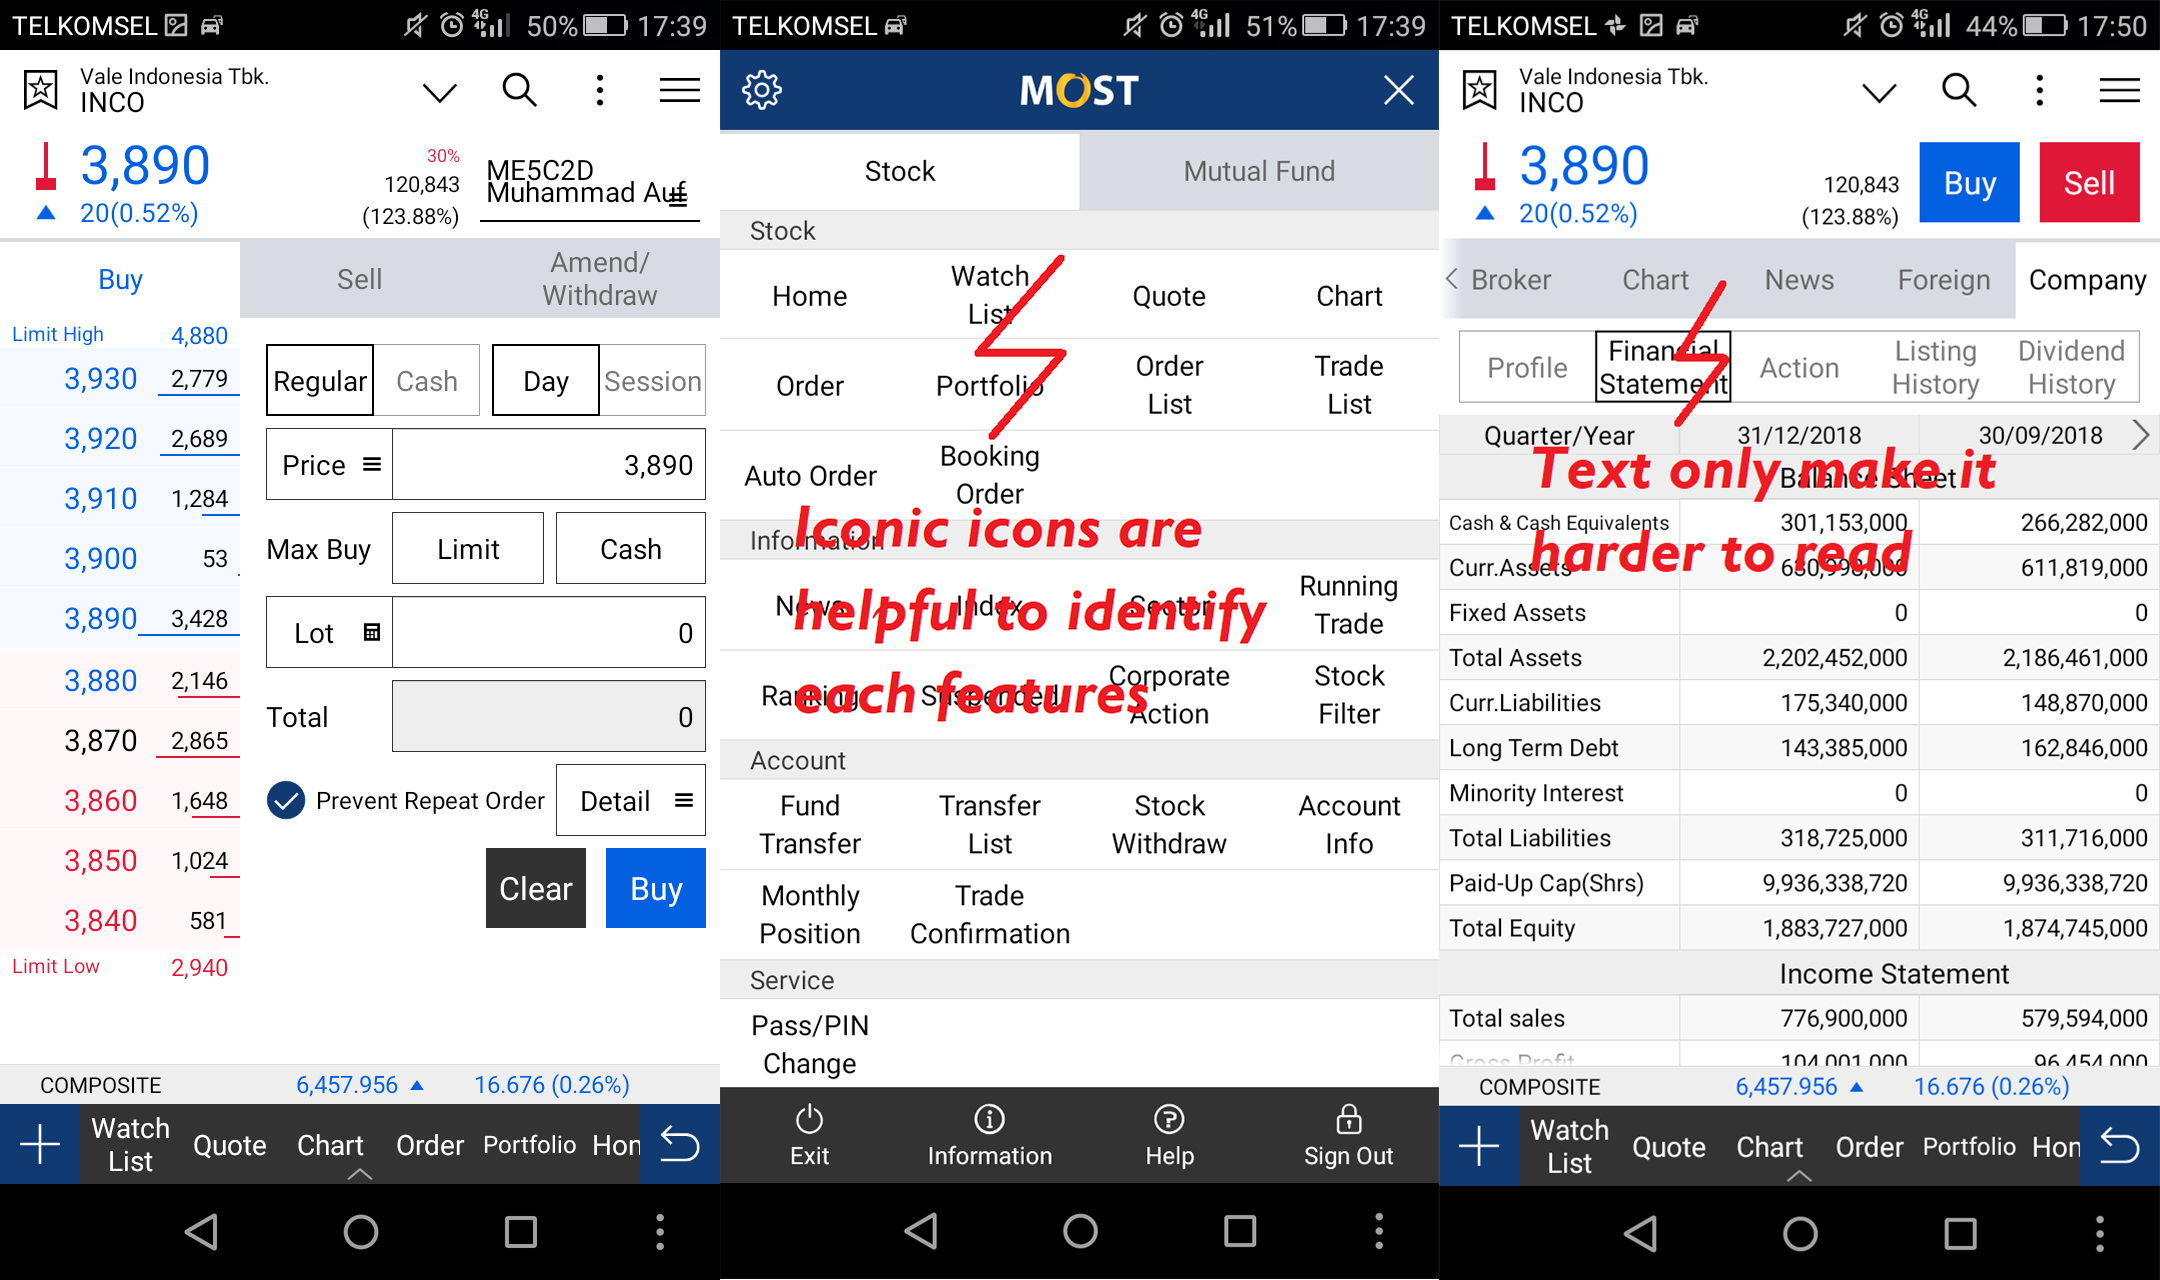 TELKOMSEL 4G 50% 17:39
Vale Indonesia Tbk.
INCO
3,890
20(0.52%)
30%
120,843
(123.88%)
ME5C2D
Muhammad Auf
Buy Sell Amend/
Withdraw
Limit High 4,880
3,930 2,779
3,920 2,689
3,910 1,284
3,900 53
3,890 3,428
3,880 2,146
3,870 2,865
3,860 1,648
3,850 1,024
3,840 581
Limit Low 2,940
Regular Cash Day Session
Price 3,890
Max Buy Limit Cash
Lot 0
Total 0
Prevent Repeat Order Detail
Clear Buy
COMPOSITE 6,457.956 16.676 (0.26%)
Watch
List Quote Chart Order Portfolio Hon
TELKOMSEL 4G 51% 17:39
MOST
Stock Mutual Fund
Stock
Home Watch
List Quote Chart
Order Portfolio Order
List Trade
List
Auto Order Booking
Order
Information
News Index Sector Running
Trade
Ranking Suspended Corporate
Action Stock
Filter
Iconic icons are
helpful to identify
each features
Account
Fund
Transfer Transfer
List Stock
Withdraw Account
Info
Monthly
Position Trade
Confirmation
Service
Pass/PIN
Change
Exit Information Help Sign Out
TELKOMSEL 4G 44% 17:50
Vale Indonesia Tbk.
INCO
3,890
20(0.52%)
120,843
(123.88%)
Buy Sell
Broker Chart News Foreign Company
Profile Financial
Statement Action Listing
History Dividend
History
Quarter/Year 31/12/2018 30/09/2018
Balance Sheet
Text only make it
harder to read
Cash & Cash Equivalents 301,153,000 266,282,000
Curr.Assets 611,819,000
Fixed Assets 0 0
Total Assets 2,202,452,000 2,186,461,000
Curr.Liabilities 175,340,000 148,870,000
Long Term Debt 143,385,000 162,846,000
Minority Interest 0 0
Total Liabilities 318,725,000 311,716,000
Paid-Up Cap(Shrs) 9,936,338,720 9,936,338,720
Total Equity 1,883,727,000 1,874,745,000
Income Statement
Total sales 776,900,000 579,594,000
Gross Profit 104,001,000 96,454,000
COMPOSITE 6,457.956 16.676 (0.26%)
Watch
List Quote Chart Order Portfolio Hon